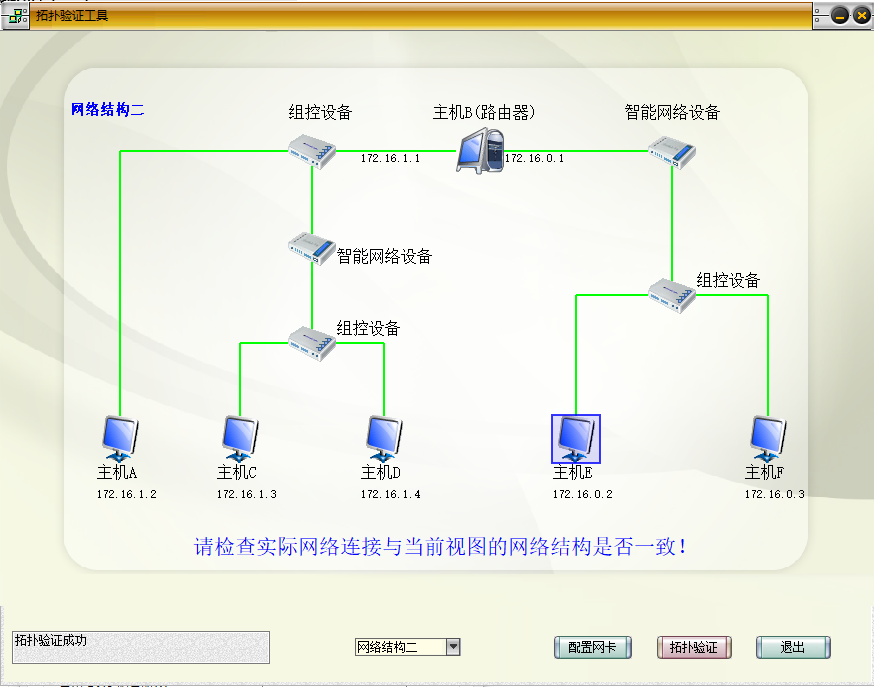 拓扑验证工具
网络结构二
组控设备
主机B(路由器)
智能网络设备
172.16.1.1
172.16.0.1
智能网络设备
组控设备
组控设备
主机A
主机C
主机D
主机E
主机F
172.16.1.2
172.16.1.3
172.16.1.4
172.16.0.2
172.16.0.3
请检查实际网络连接与当前视图的网络结构是否一致!
拓扑验证成功
网络结构二
配置网卡
拓扑验证
退出